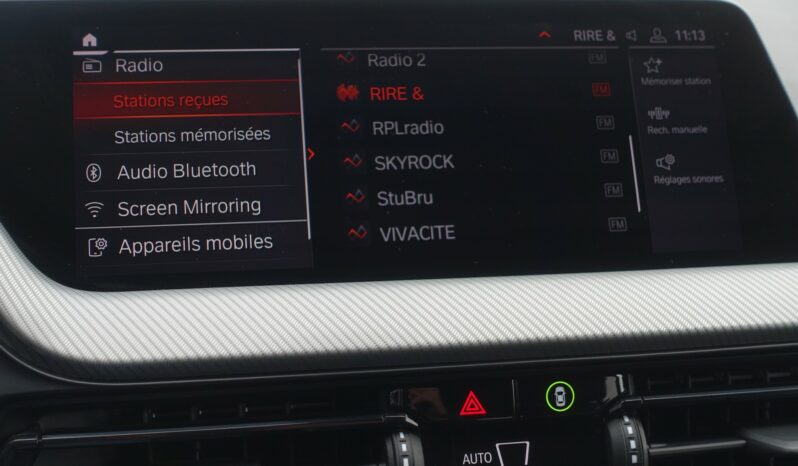 RIRE &
11:13
Radio
Stations reçues
Stations mémorisées
Audio Bluetooth
Screen Mirroring
Appareils mobiles
Radio 2 FM
RIRE & FM
RPLradio FM
SKYROCK FM
StuBru FM
VIVACITE FM
Mémoriser station
Rech. manuelle
Réglages sonores
AUTO